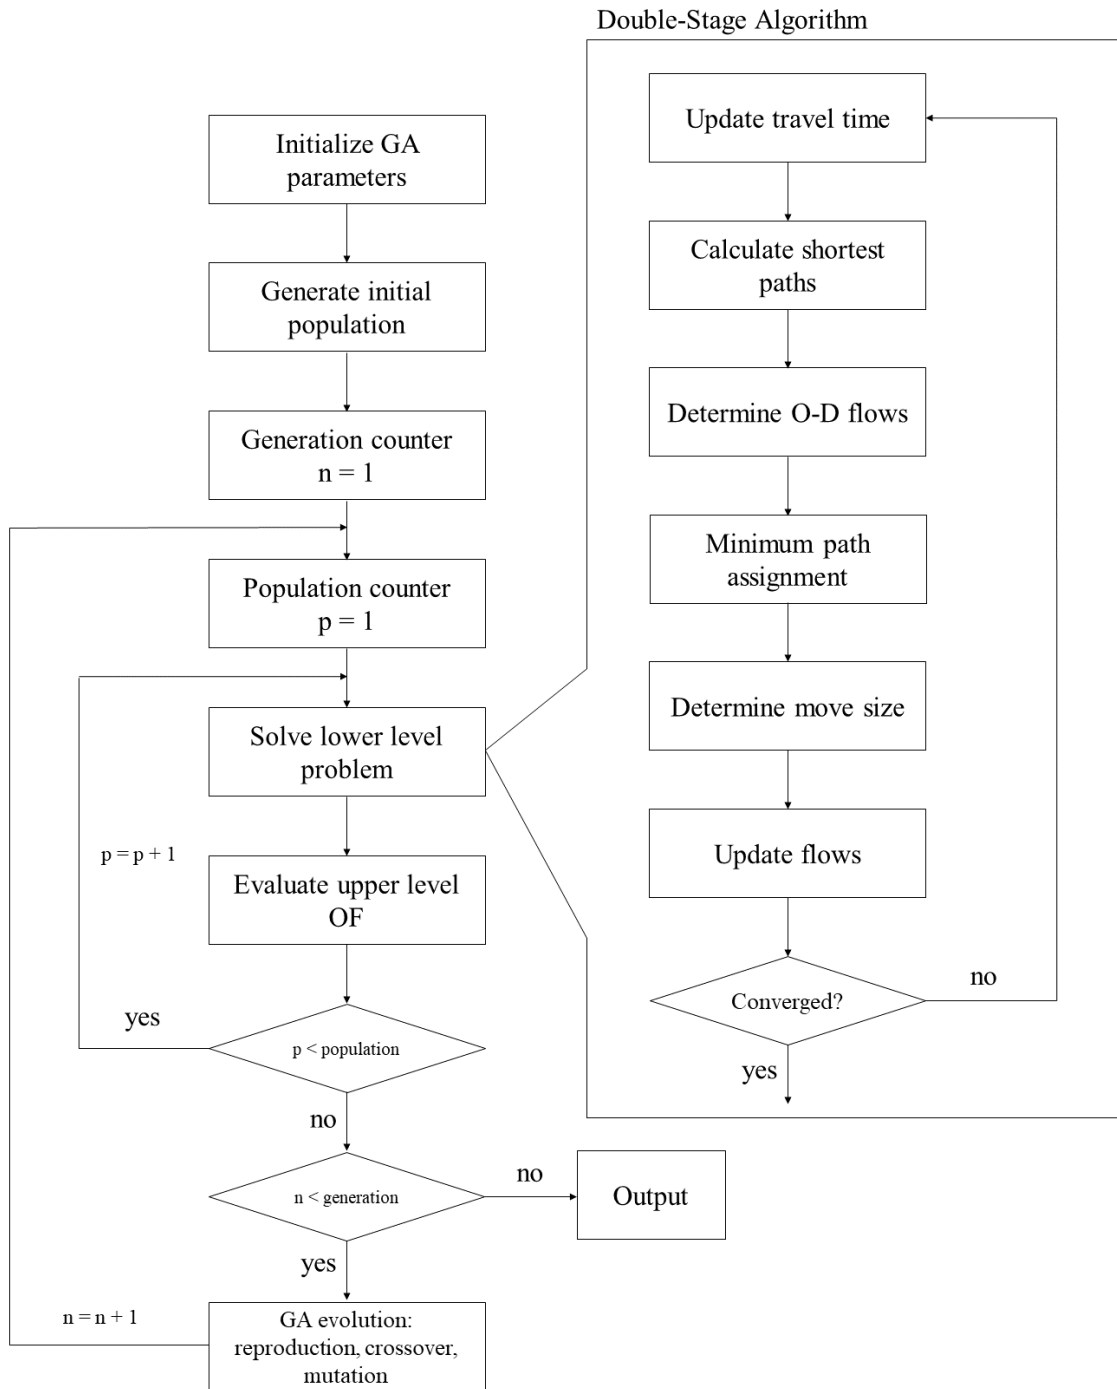 Double-Stage Algorithm
Initialize GA
parameters
Generate initial
population
Generation counter
n = 1
Population counter
p = 1
Solve lower level
problem
p = p + 1
Evaluate upper level
OF
yes
p < population
no
n < generation
no
Output
yes
n = n + 1
GA evolution:
reproduction, crossover,
mutation
Update travel time
Calculate shortest
paths
Determine O-D flows
Minimum path
assignment
Determine move size
Update flows
Converged?
no
yes